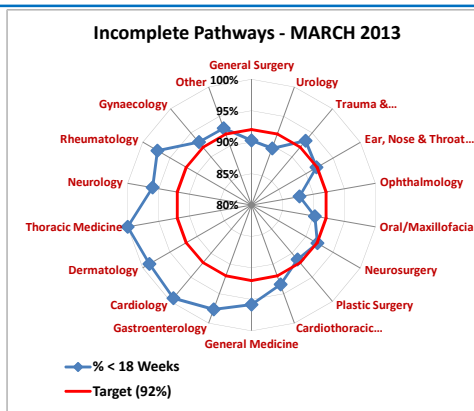 Incomplete Pathways - MARCH 2013
General Surgery
Urology
Trauma &...
Ear, Nose & Throat...
Ophthalmology
Oral/Maxillofacial
Neurosurgery
Plastic Surgery
Cardiothoracic...
General Medicine
Gastroenterology
Cardiology
Dermatology
Thoracic Medicine
Neurology
Rheumatology
Gynaecology
Other
100%
95%
90%
85%
80%
% < 18 Weeks
Target (92%)